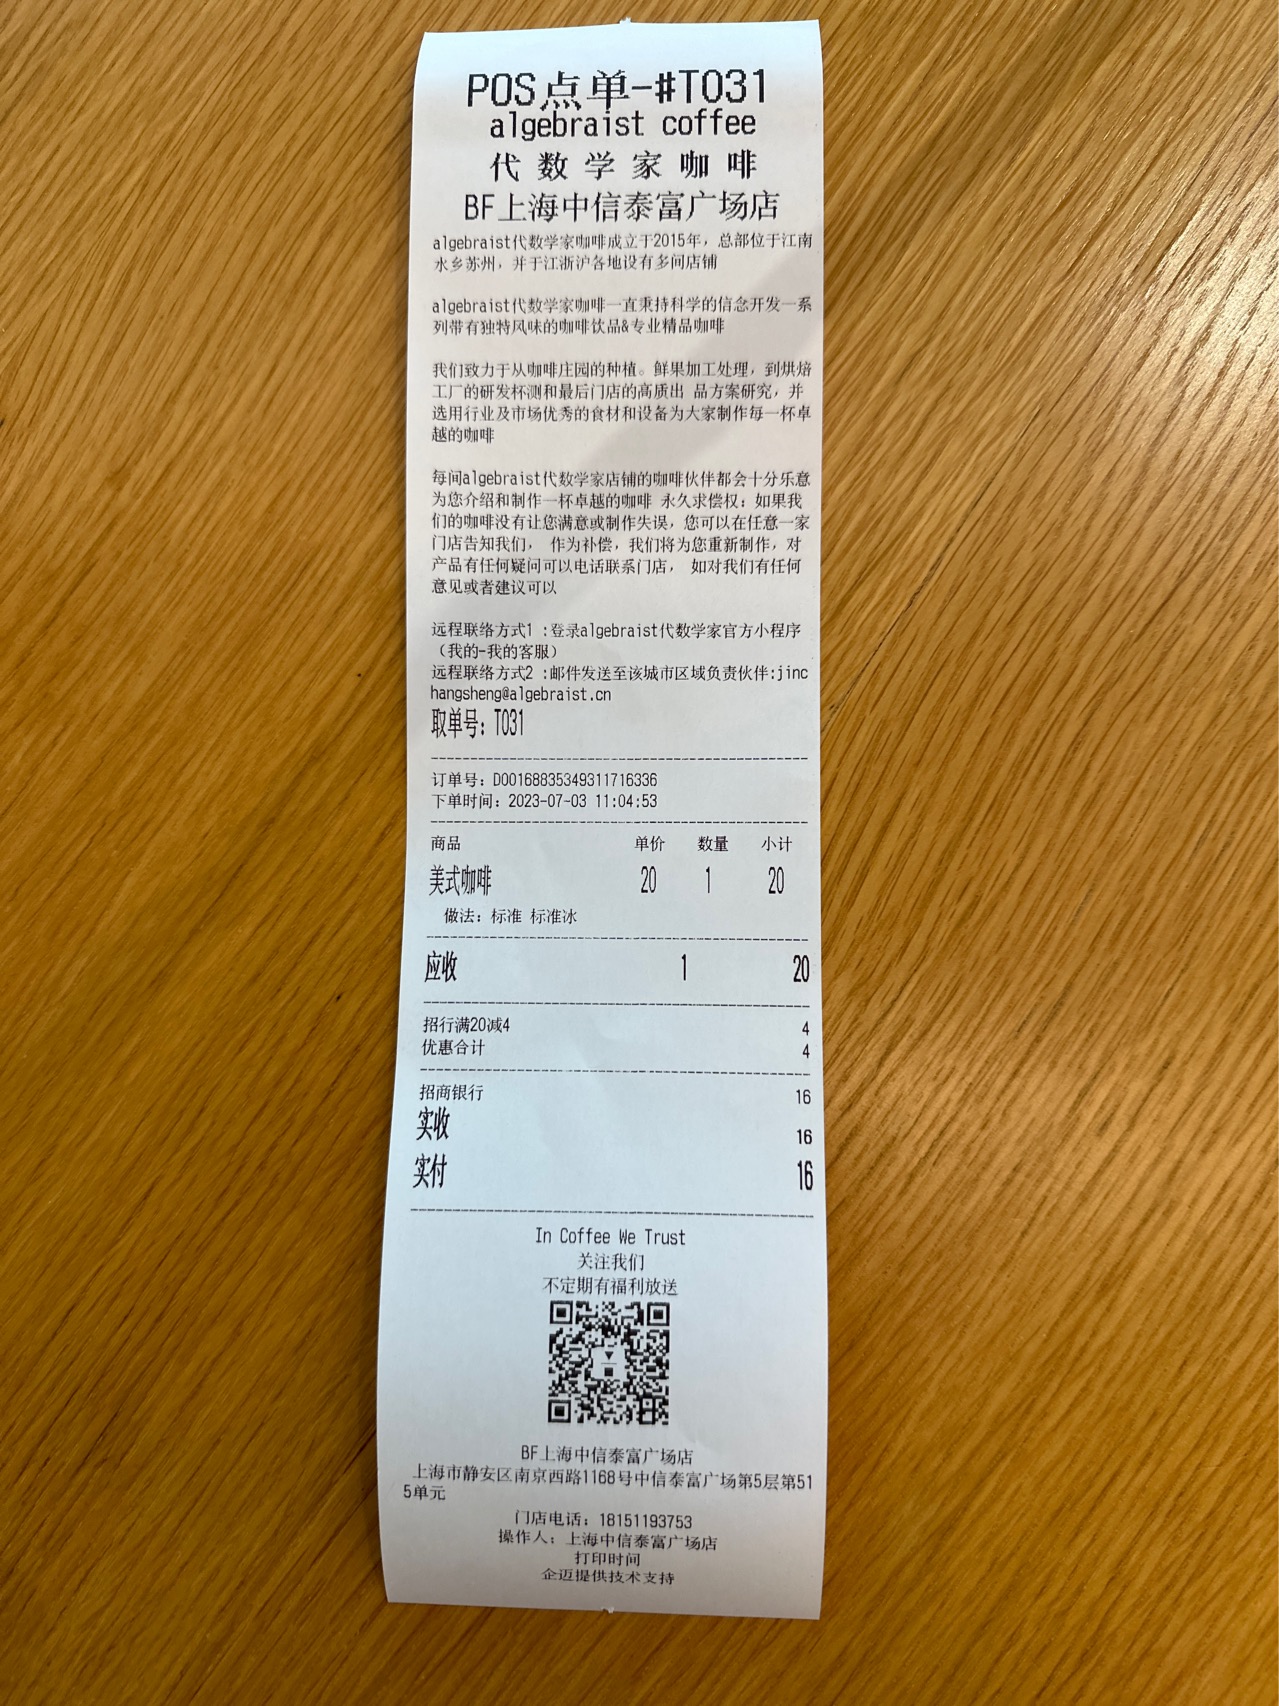 POS点单-#T031
algebraist coffee
代数学家咖啡
BF上海中信泰富广场店
algebraist代数学家咖啡成立于2015年，总部位于江南
水乡苏州，并于江浙沪各地设有多间店铺
algebraist代数学家咖啡一直秉持科学的信念开发一系
列带有独特风味的咖啡饮品&专业精品咖啡
我们致力于从咖啡庄园的种植。鲜果加工处理，到烘焙
工厂的研发杯测和最后门店的高质出 品方案研究，并
选用行业及市场优秀的食材和设备为大家制作每一杯卓
越的咖啡
每间algebraist代数学家店铺的咖啡伙伴都会十分乐意
为您介绍和制作一杯卓越的咖啡 永久求偿权：如果我
们的咖啡没有让您满意或制作失误，您可以在任意一家
门店告知我们， 作为补偿，我们将为您重新制作，对
产品有任何疑问可以电话联系门店， 如对我们有任何
意见或者建议可以
远程联络方式1 :登录algebraist代数学家官方小程序
（我的-我的客服）
远程联络方式2 :邮件发送至该城市区域负责伙伴:jinc
hangsheng@algebraist.cn
取单号：T031
订单号：D00168835349311716336
下单时间：2023-07-03 11:04:53
商品 单价 数量 小计
美式咖啡 20 1 20
做法：标准 标准冰
应收 1 20
招行满20减4 4
优惠合计 4
招商银行 16
实收 16
实付 16
In Coffee We Trust
关注我们
不定期有福利放送
BF上海中信泰富广场店
上海市静安区南京西路1168号中信泰富广场第5层第51
5单元
门店电话：18151193753
操作人：上海中信泰富广场店
打印时间
企迈提供技术支持